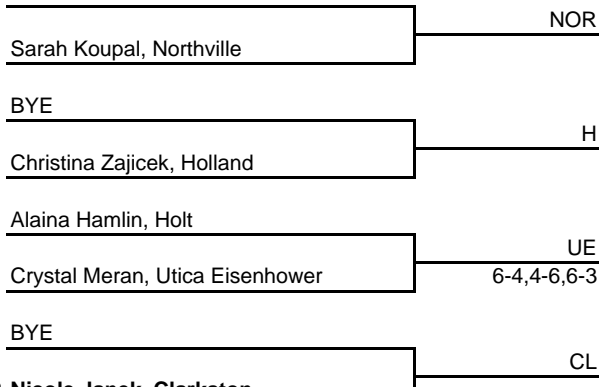 NOR
Sarah Koupal, Northville
BYE
H
Christina Zajicek, Holland
Alaina Hamlin, Holt
UE
Crystal Meran, Utica Eisenhower
6-4,4-6,6-3
BYE
CL
Nicole Janek, Clarkston